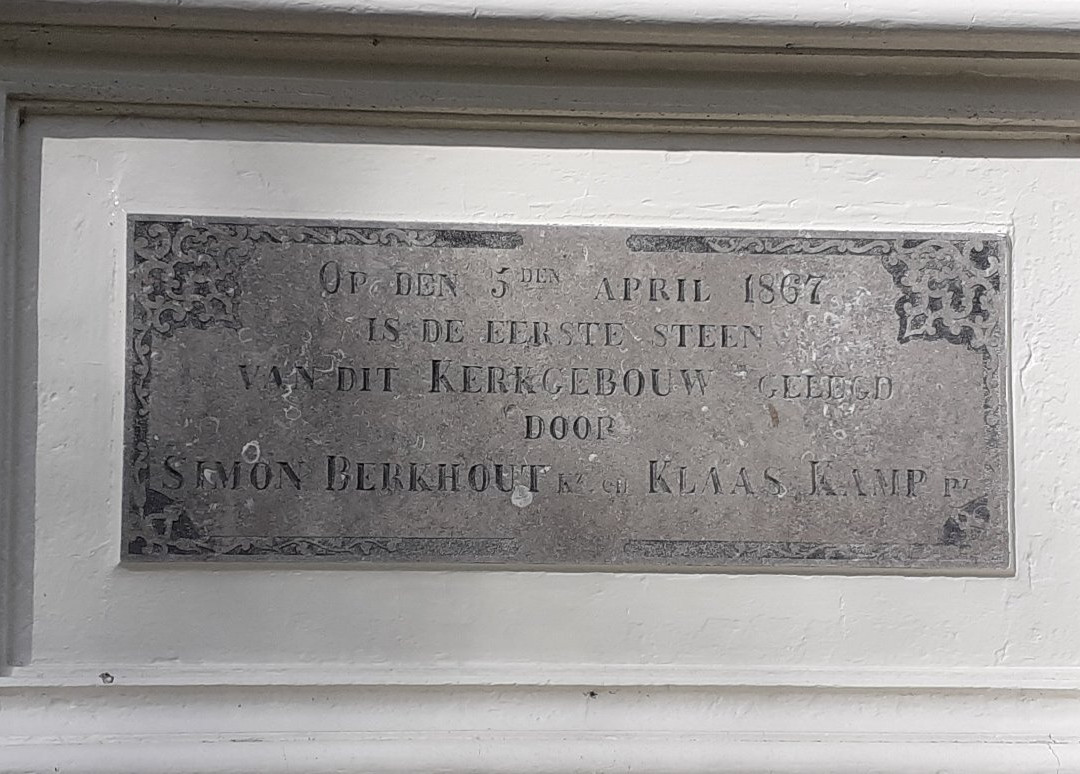 OP DEN 5DEN APRIL 1867
IS DE EERSTE STEEN
VAN DIT KERKGEBOUW GELEGD
DOOR
SIMON BERKHOUT Kz. en KLAAS KAMP Pz.